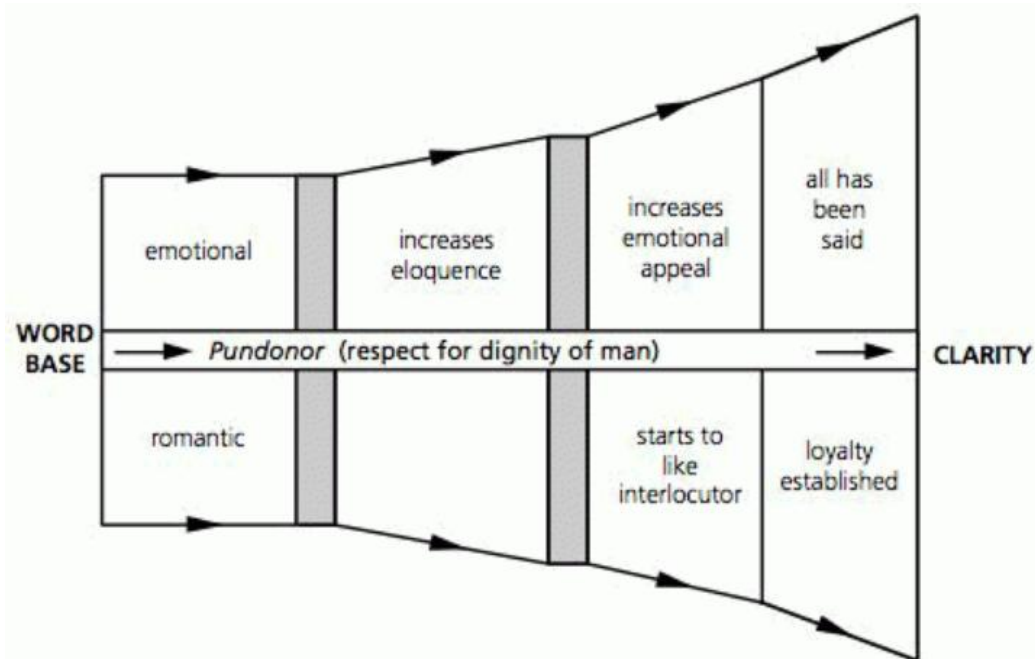 emotional
increases
eloquence
increases
emotional
appeal
all has
been
said
WORD
BASE
Pundonor (respect for dignity of man)
CLARITY
romantic
starts to
like
interlocutor
loyalty
established